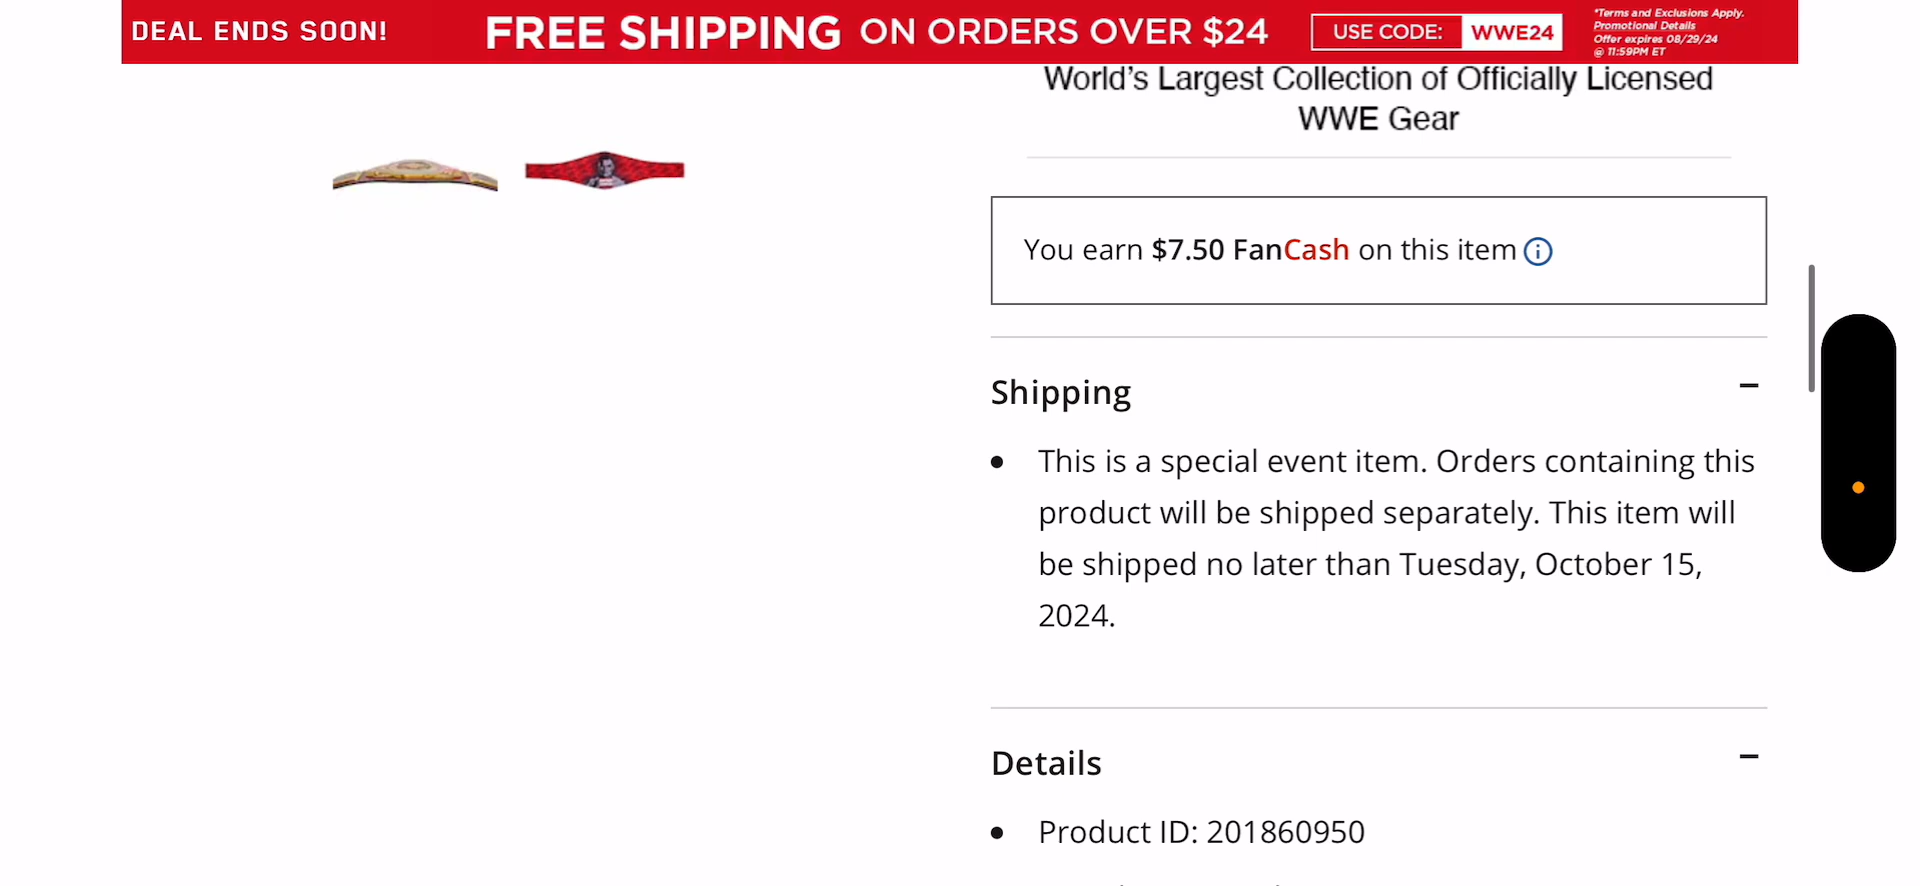 DEAL ENDS SOON!
FREE SHIPPING ON ORDERS OVER $24
USE CODE: WWE24
*Terms and Exclusions Apply.
Promotional Details
Offer expires 08/29/24
@ 11:59PM ET
World's Largest Collection of Officially Licensed
WWE Gear
You earn $7.50 FanCash on this item
Shipping
This is a special event item. Orders containing this
product will be shipped separately. This item will
be shipped no later than Tuesday, October 15,
2024.
Details
Product ID: 201860950